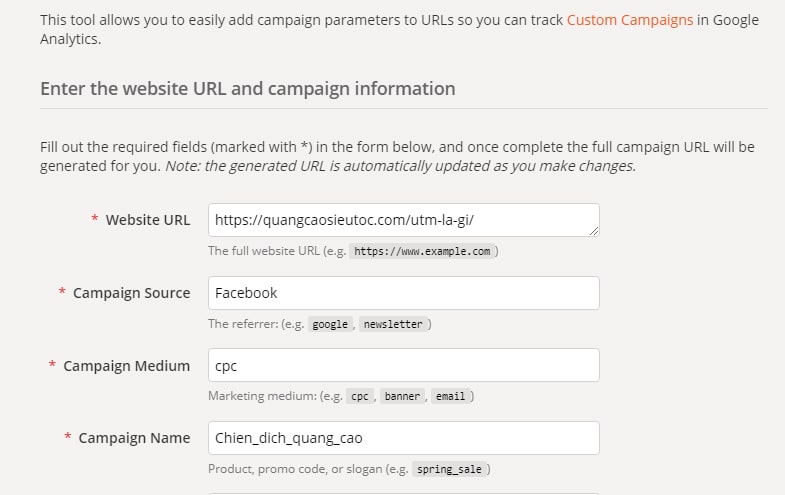 This tool allows you to easily add campaign parameters to URLs so you can track Custom Campaigns in Google
Analytics.
Enter the website URL and campaign information
Fill out the required fields (marked with *) in the form below, and once complete the full campaign URL will be
generated for you. Note: the generated URL is automatically updated as you make changes.
* Website URL https://quangcaosieutoc.com/utm-la-gi/
The full website URL (e.g. https://www.example.com )
* Campaign Source Facebook
The referrer: (e.g. google , newsletter )
* Campaign Medium cpc
Marketing medium: (e.g. cpc , banner , email )
* Campaign Name Chien_dich_quang_cao
Product, promo code, or slogan (e.g. spring_sale )